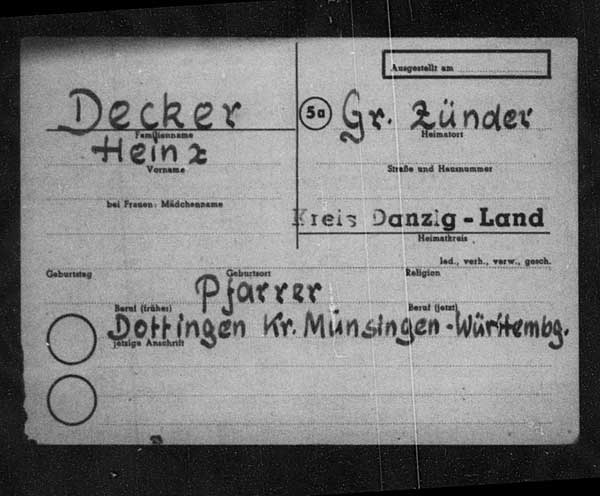 Ausgestellt am
Decker
5a Gr. Zünder
Familienname
Heimatort
Heinz
Vorname
Straße und Hausnummer
bei Frauen: Mädchenname
Kreis Danzig - Land
Heimatkreis
led., verh., verw., gesch.
Geburtstag
Geburtsort
Religion
Pfarrer
Beruf (früher)
Beruf (jetzt)
Dottingen Kr. Münsingen - Württembg.
jetzige Anschrift